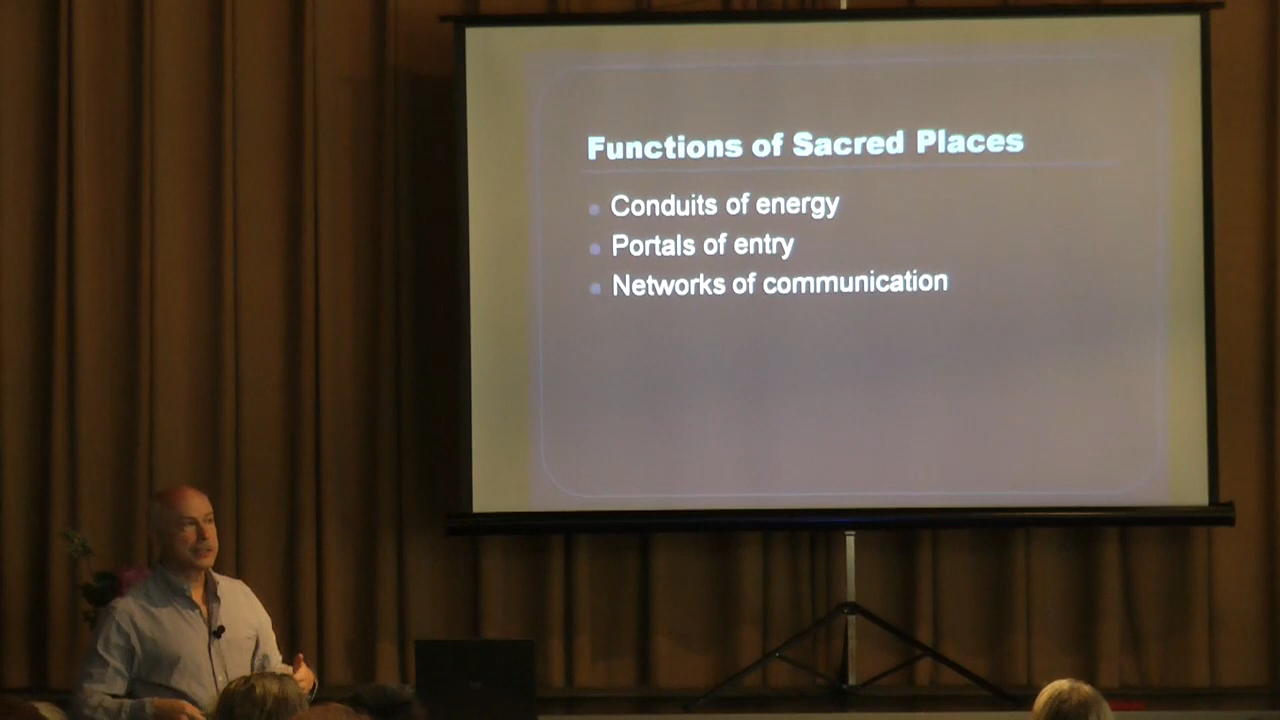 Functions of Sacred Places
Conduits of energy
Portals of entry
Networks of communication